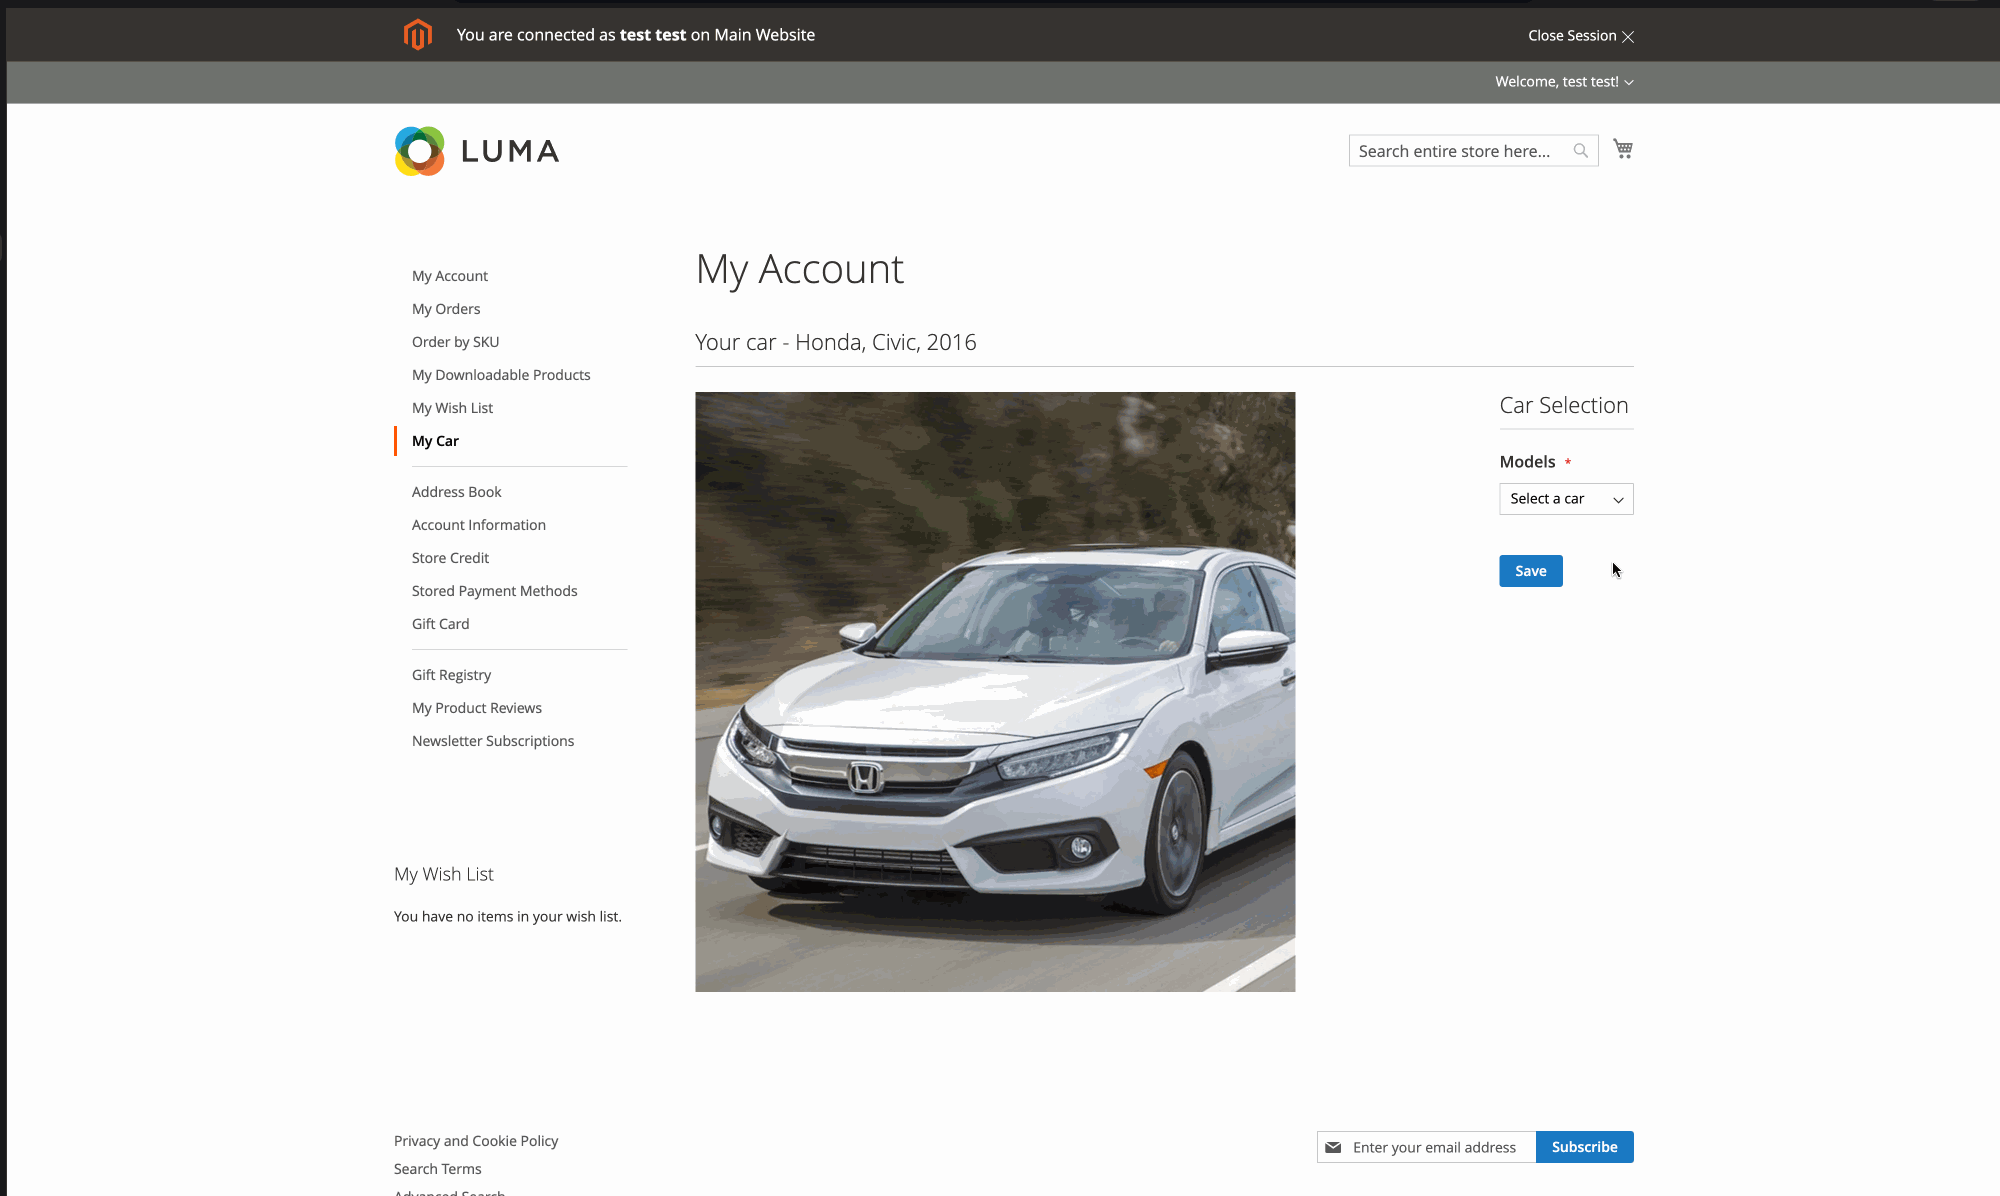 You are connected as test test on Main Website
Close Session
Welcome, test test!
LUMA
Search entire store here...
My Account
My Orders
Order by SKU
My Downloadable Products
My Wish List
My Car
Address Book
Account Information
Store Credit
Stored Payment Methods
Gift Card
Gift Registry
My Product Reviews
Newsletter Subscriptions
My Wish List
You have no items in your wish list.
My Account
Your car - Honda, Civic, 2016
Car Selection
Models *
Select a car
Save
Privacy and Cookie Policy
Search Terms
Advanced Search
Enter your email address
Subscribe